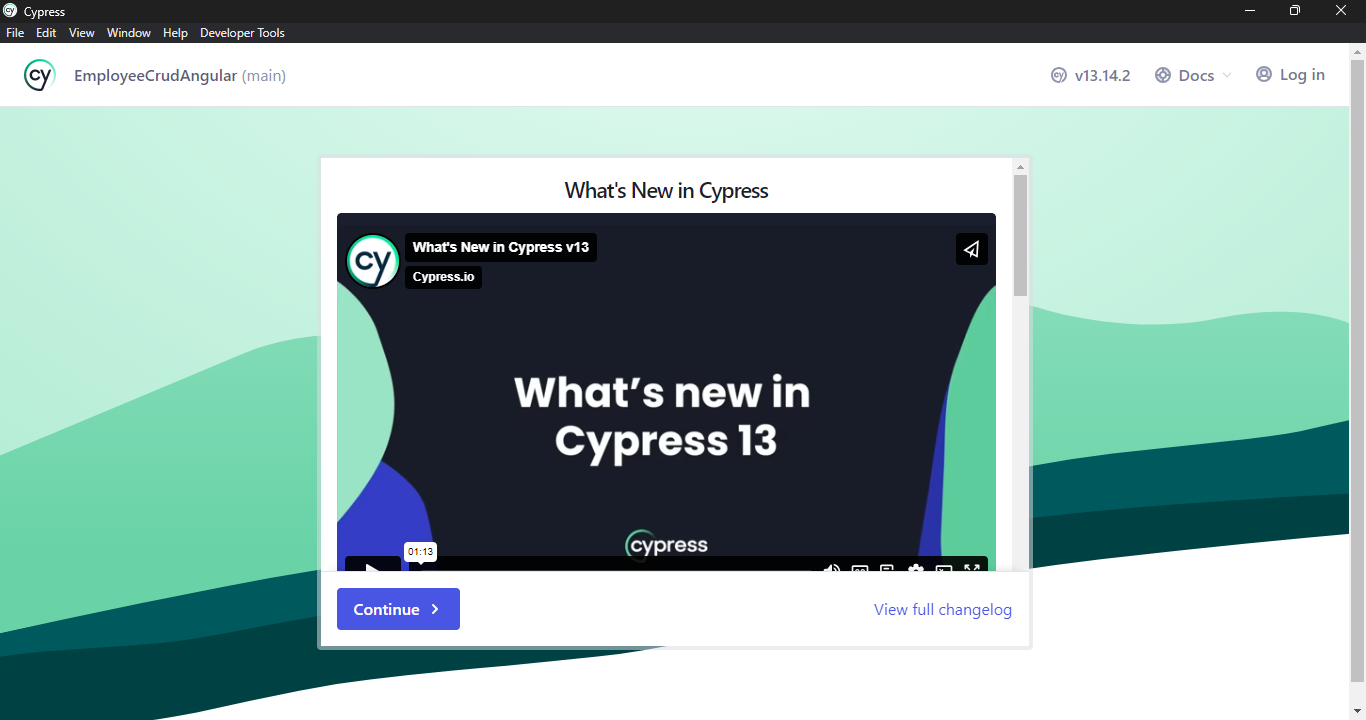 Cypress
File Edit View Window Help Developer Tools
cy EmployeeCrudAngular (main) v13.14.2 Docs Log in
What's New in Cypress
cy What's New in Cypress v13
Cypress.io
What's new in
Cypress 13
cypress
01:13
Continue
View full changelog